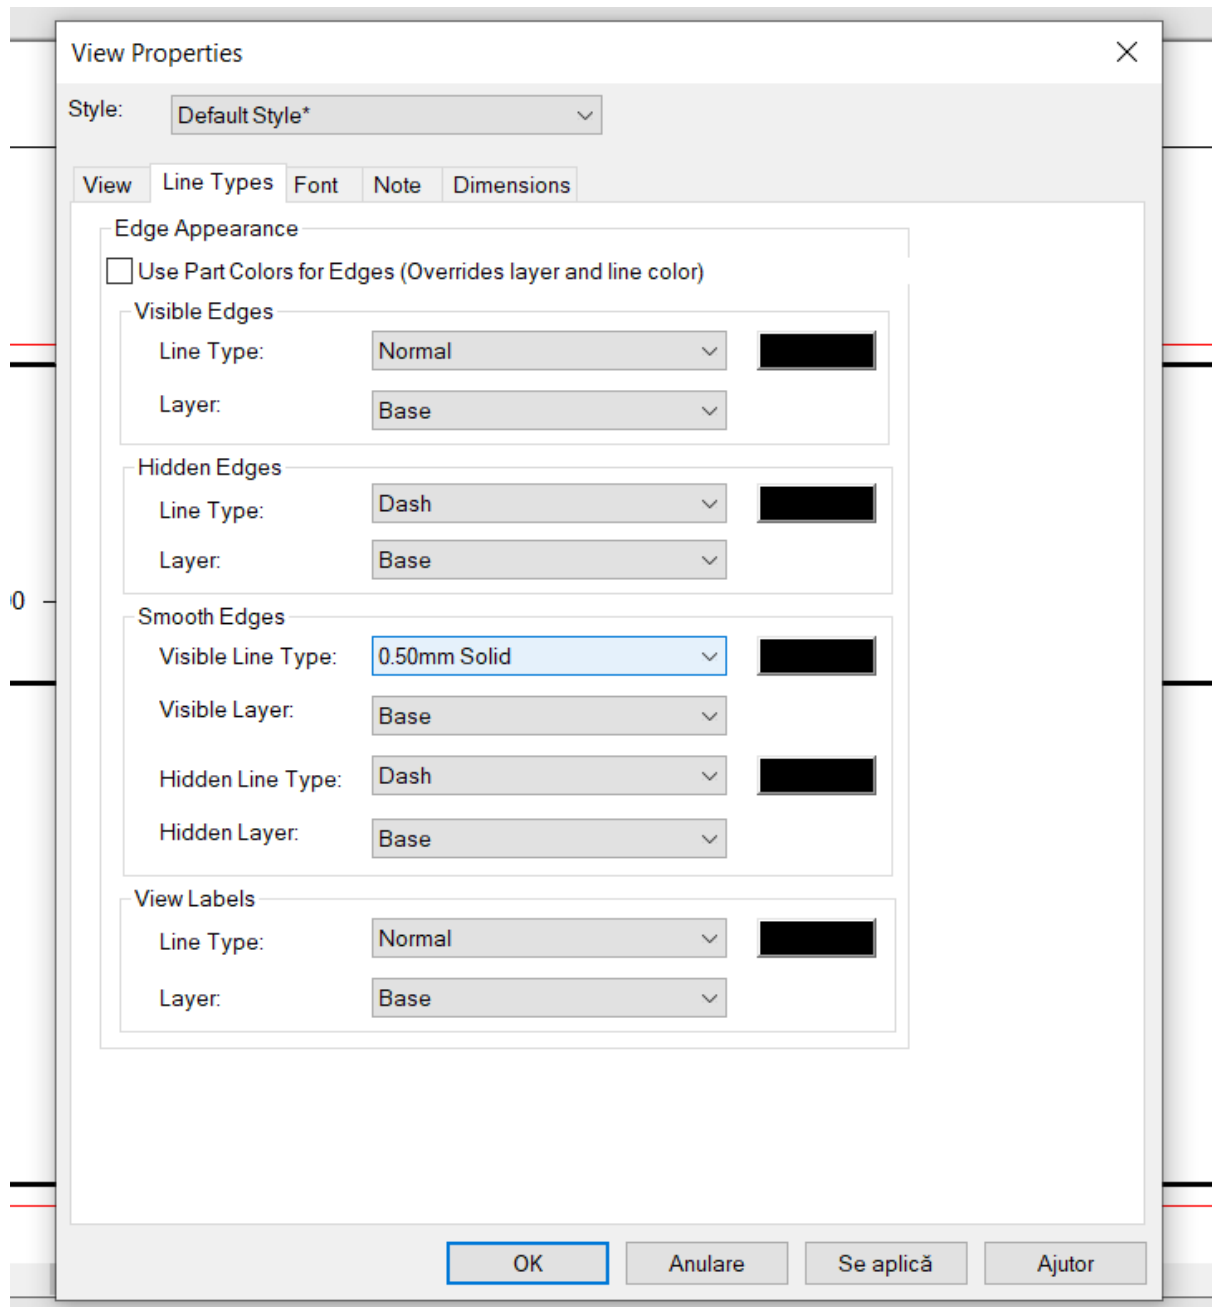 View Properties
Style: Default Style*
View Line Types Font Note Dimensions
Edge Appearance
Use Part Colors for Edges (Overrides layer and line color)
Visible Edges
Line Type: Normal
Layer: Base
Hidden Edges
Line Type: Dash
Layer: Base
Smooth Edges
Visible Line Type: 0.50mm Solid
Visible Layer: Base
Hidden Line Type: Dash
Hidden Layer: Base
View Labels
Line Type: Normal
Layer: Base
OK Anulare Se aplică Ajutor